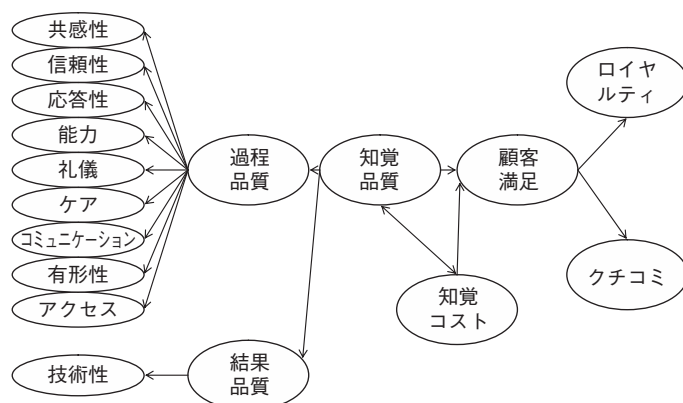 共感性
信頼性
応答性
能力
礼儀
ケア
コミュニケーション
有形性
アクセス
技術性
過程
品質
結果
品質
知覚
品質
知覚
コスト
顧客
満足
ロイヤ
ルティ
クチコミ